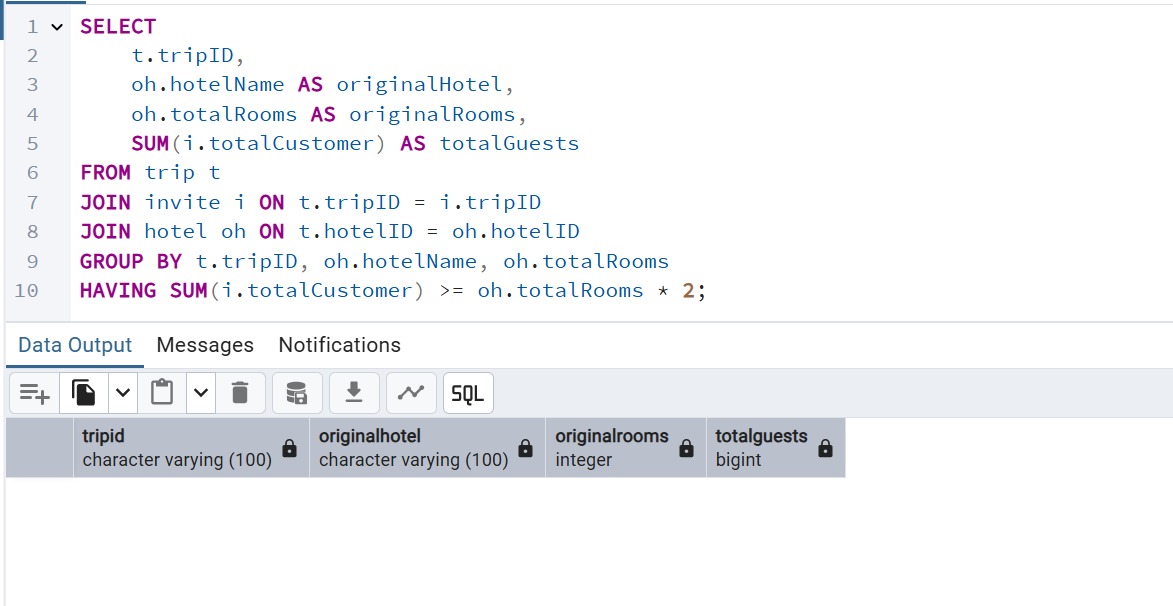 1 SELECT
2 t.tripID,
3 oh.hotelName AS originalHotel,
4 oh.totalRooms AS originalRooms,
5 SUM(i.totalCustomer) AS totalGuests
6 FROM trip t
7 JOIN invite i ON t.tripID = i.tripID
8 JOIN hotel oh ON t.hotelID = oh.hotelID
9 GROUP BY t.tripID, oh.hotelName, oh.totalRooms
10 HAVING SUM(i.totalCustomer) >= oh.totalRooms * 2;
Data Output Messages Notifications
SQL
tripid originalhotel originalrooms totalguests
character varying (100) character varying (100) integer bigint